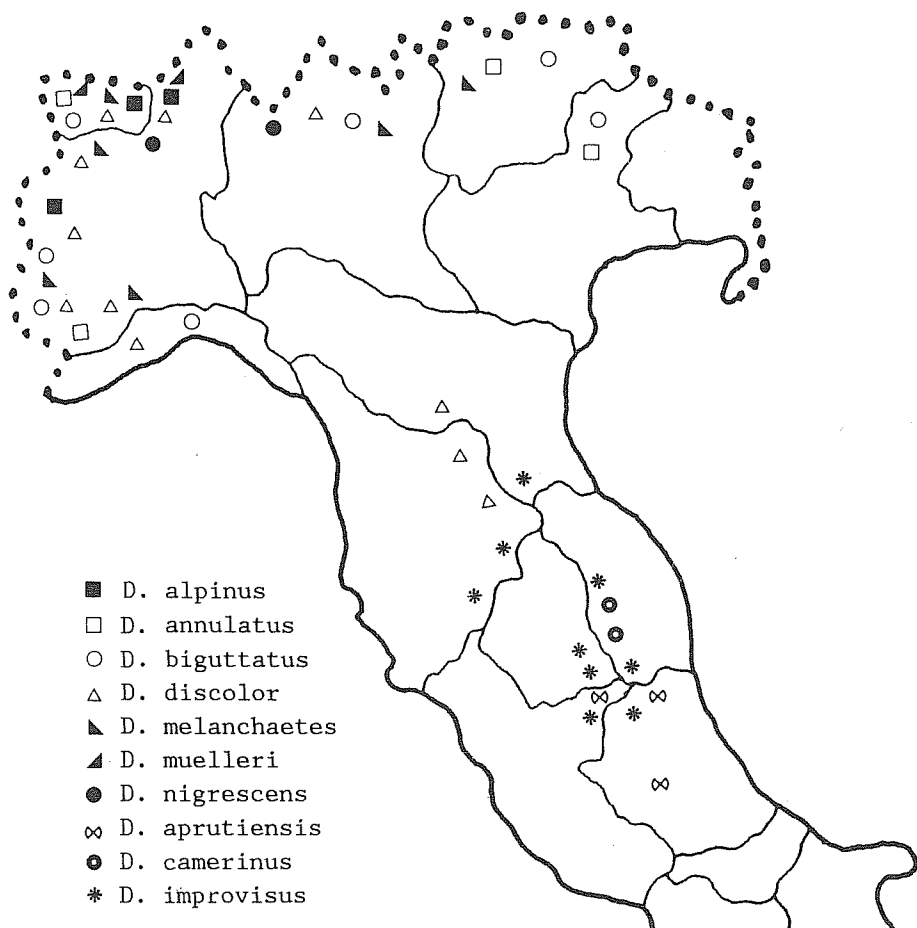 D. alpinus
D. annulatus
D. biguttatus
D. discolor
D. melanchaetes
D. muelleri
D. nigrescens
D. aprutiensis
D. camerinus
D. improvisus